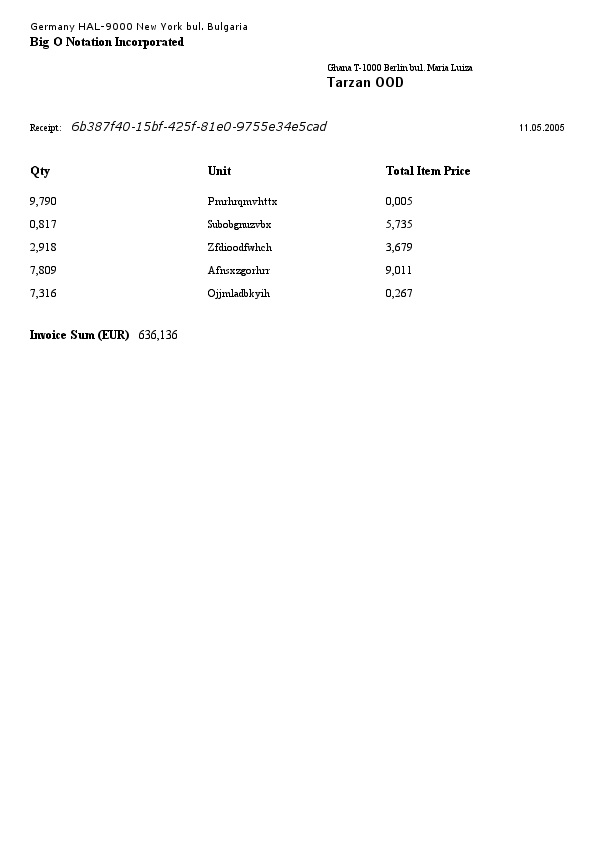 Germany HAL-9000 New York bul. Bulgaria
Big O Notation Incorporated
Ghana T-1000 Berlin bul. Maria Luiza
Tarzan OOD
Receipt: 6b387f40-15bf-425f-81e0-9755e34e5cad 11.05.2005
Qty Unit Total Item Price
9,790 Pmrhrqmvhttx 0,005
0,817 Subobgnuzvbx 5,735
2,918 Zfdioodfwhch 3,679
7,809 Afnsxzgorhrr 9,011
7,316 Ojjmladbkyih 0,267
Invoice Sum (EUR) 636,136